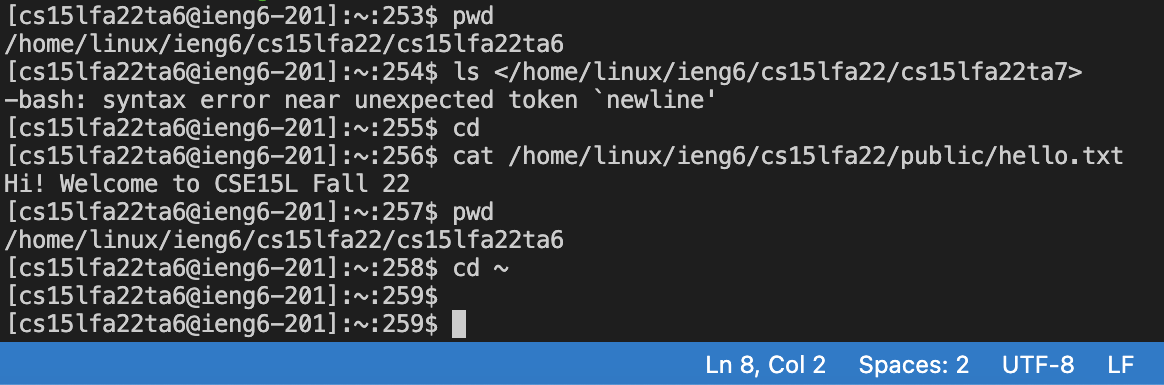 [cs15lfa22ta6@ieng6-201]:~:253$ pwd
/home/linux/ieng6/cs15lfa22/cs15lfa22ta6
[cs15lfa22ta6@ieng6-201]:~:254$ ls </home/linux/ieng6/cs15lfa22/cs15lfa22ta7>
-bash: syntax error near unexpected token `newline'
[cs15lfa22ta6@ieng6-201]:~:255$ cd
[cs15lfa22ta6@ieng6-201]:~:256$ cat /home/linux/ieng6/cs15lfa22/public/hello.txt
Hi! Welcome to CSE15L Fall 22
[cs15lfa22ta6@ieng6-201]:~:257$ pwd
/home/linux/ieng6/cs15lfa22/cs15lfa22ta6
[cs15lfa22ta6@ieng6-201]:~:258$ cd ~
[cs15lfa22ta6@ieng6-201]:~:259$
[cs15lfa22ta6@ieng6-201]:~:259$
Ln 8, Col 2 Spaces: 2 UTF-8 LF